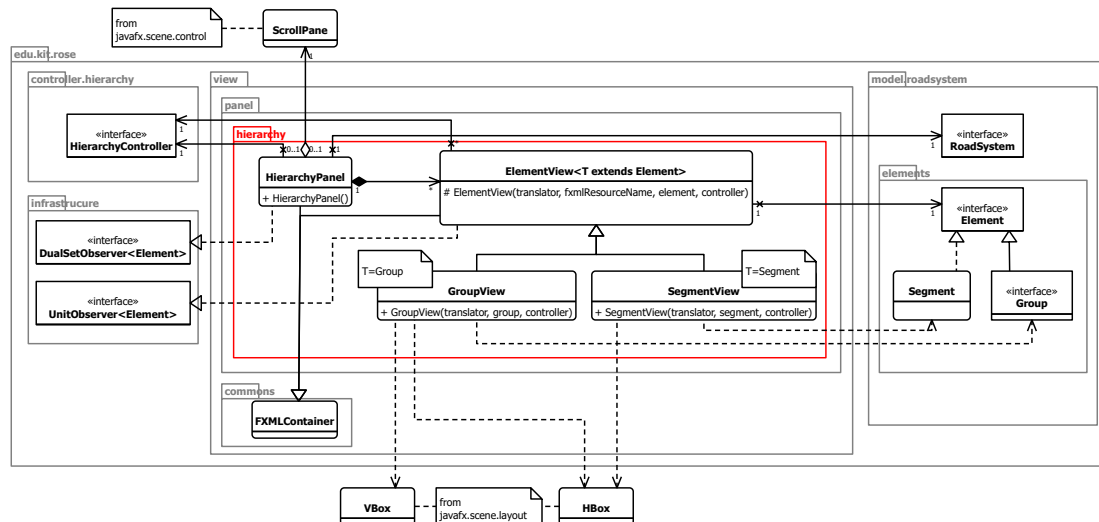 from
javafx.scene.control
ScrollPane
1
edu.kit.rose
controller.hierarchy
«interface»
HierarchyController
1
1
view
panel
hierarchy
0..1
0..1
1
*
HierarchyPanel
+ HierarchyPanel()
1
*
ElementView<T extends Element>
# ElementView(translator, fxmlResourceName, element, controller)
1
1
model.roadsystem
«interface»
RoadSystem
1
elements
«interface»
Element
Segment
«interface»
Group
infrastrucure
«interface»
DualSetObserver<Element>
«interface»
UnitObserver<Element>
T=Group
GroupView
+ GroupView(translator, group, controller)
T=Segment
SegmentView
+ SegmentView(translator, segment, controller)
commons
FXMLContainer
VBox
from
javafx.scene.layout
HBox